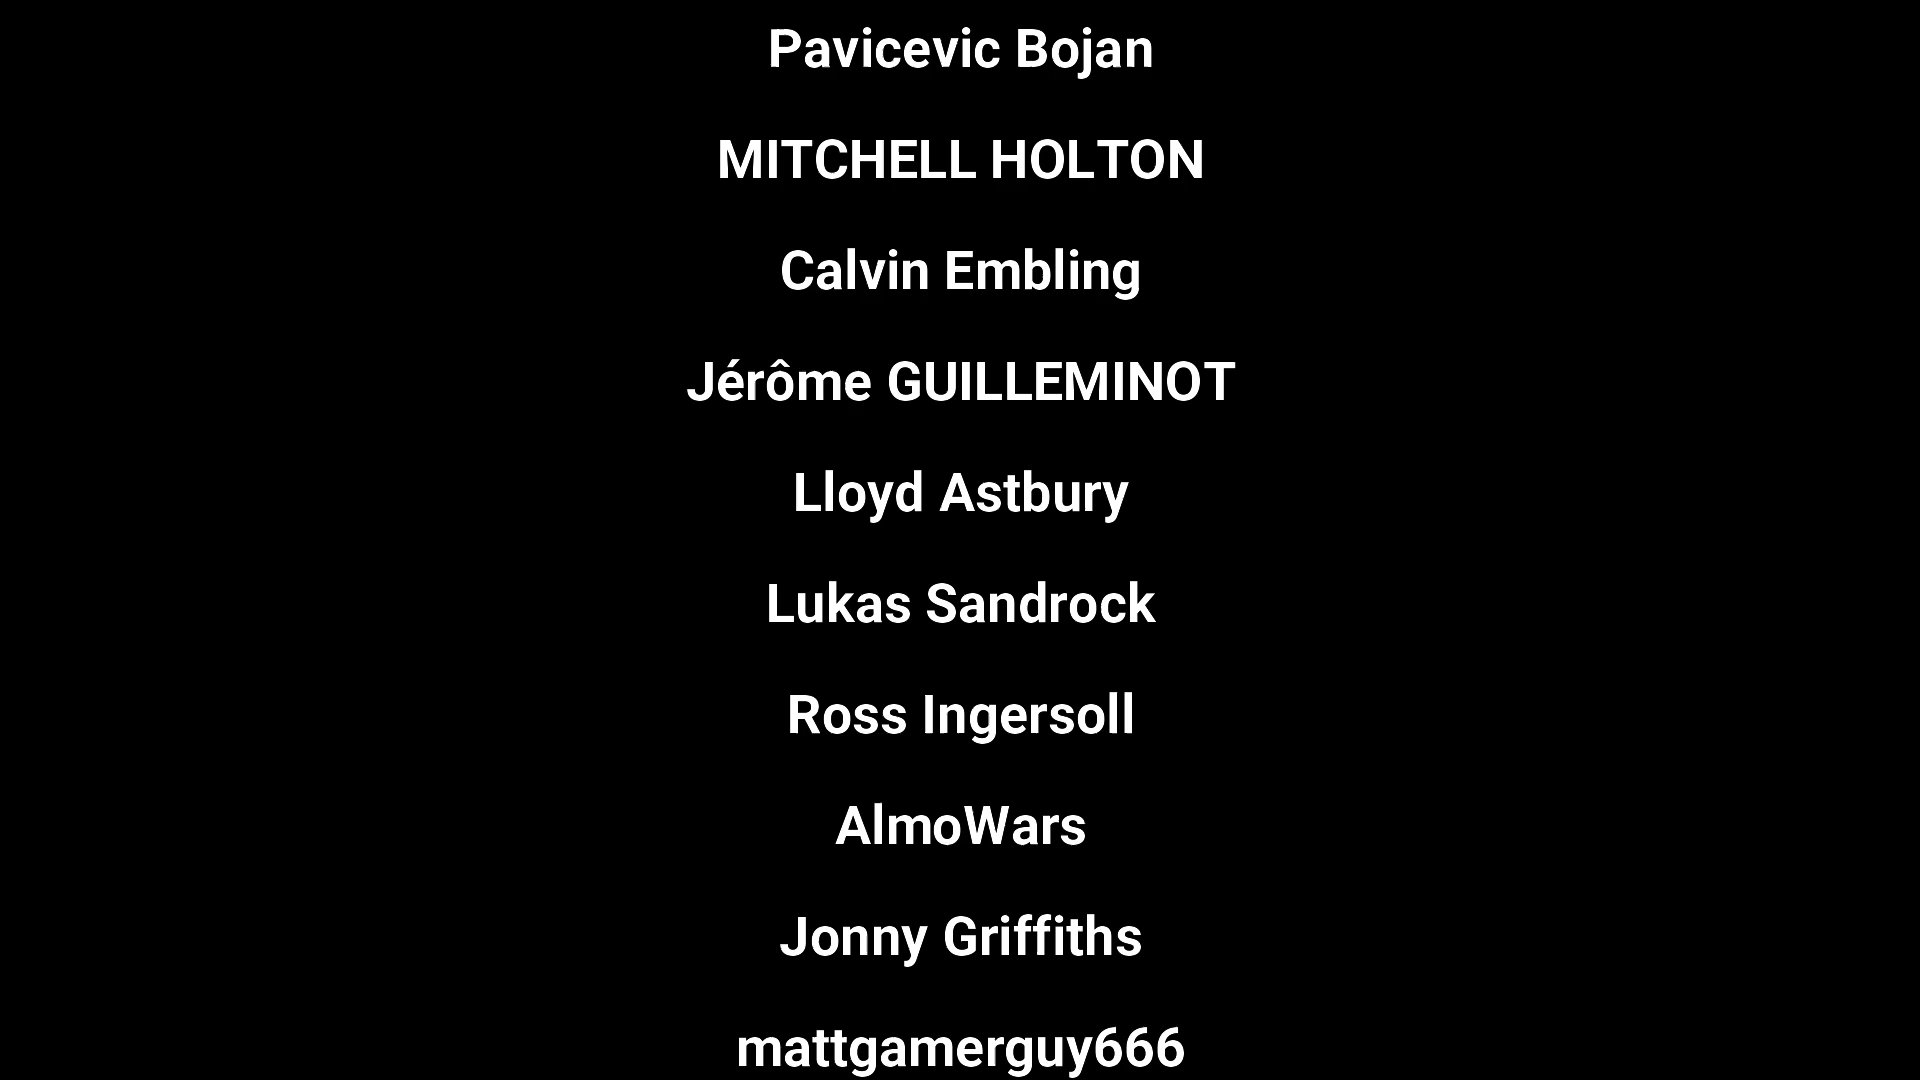 Pavicevic Bojan
MITCHELL HOLTON
Calvin Embling
Jérôme GUILLEMINOT
Lloyd Astbury
Lukas Sandrock
Ross Ingersoll
AlmoWars
Jonny Griffiths
mattgamerguy666